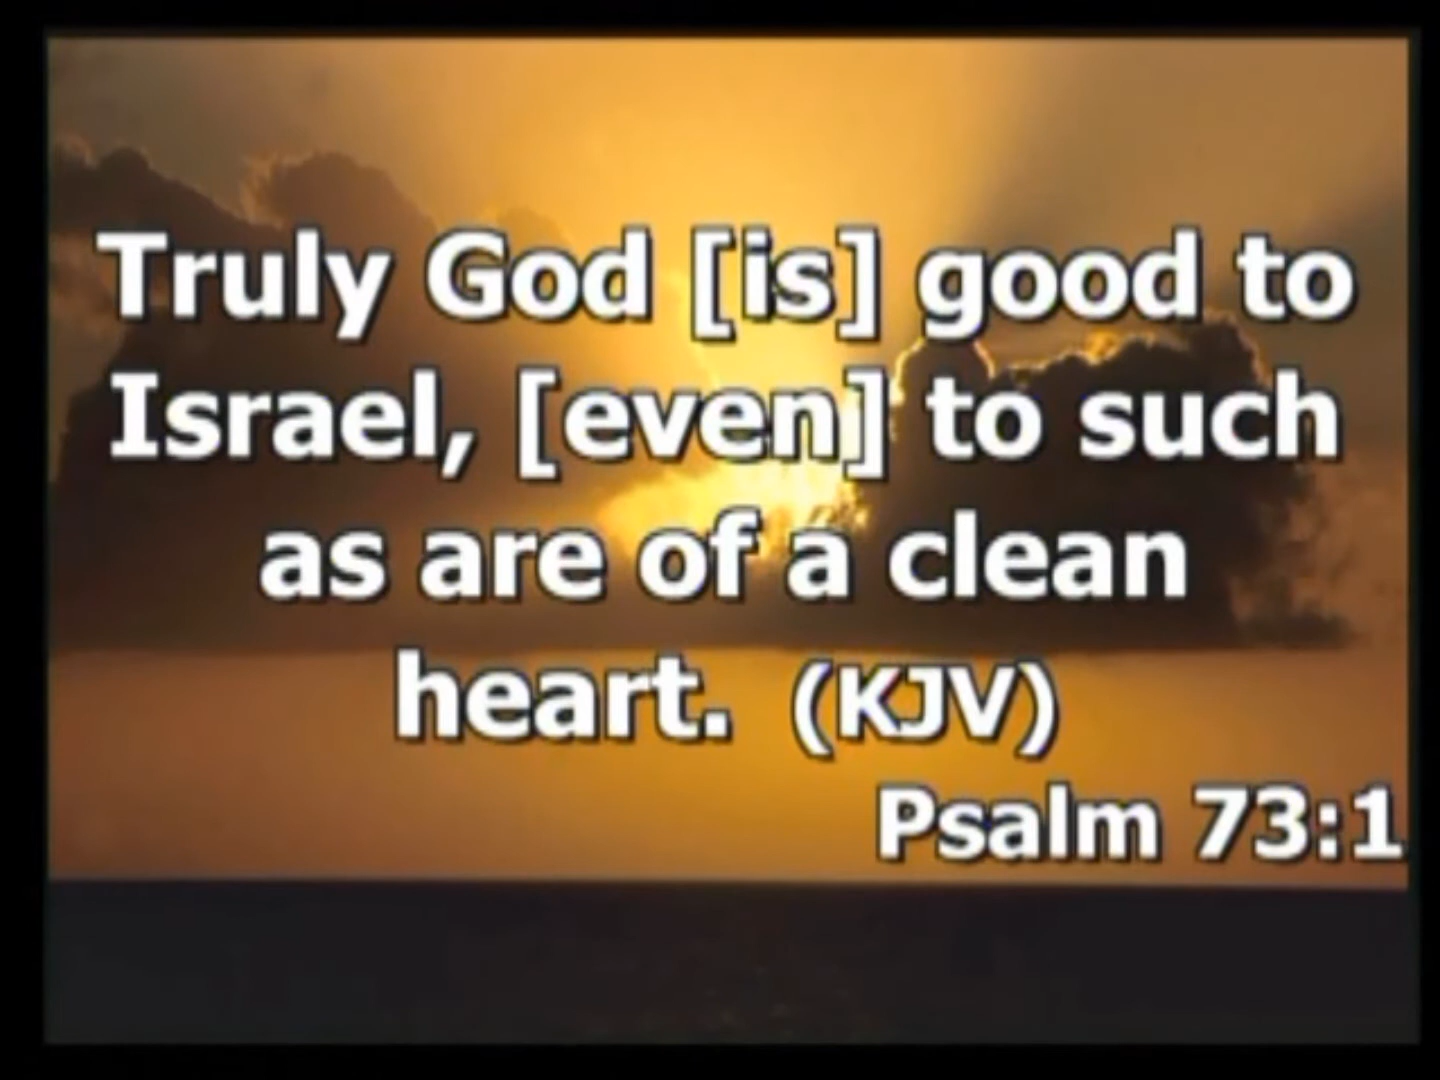 Truly God [is] good to
Israel, [even] to such
as are of a clean
heart. (KJV)
Psalm 73:1